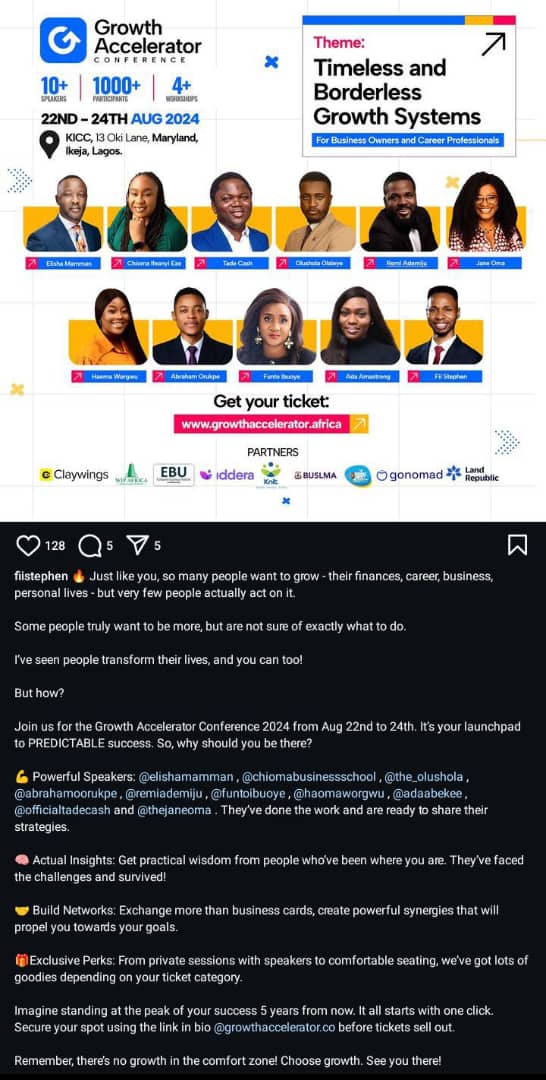 Growth
Accelerator
CONFERENCE
10+
SPEAKERS
1000+
PARTICIPANTS
4+
WORKSHOPS
22ND - 24TH AUG 2024
KICC, 13 Oki Lane, Maryland,
Ikeja, Lagos.
Theme:
Timeless and
Borderless
Growth Systems
For Business Owners and Career Professionals
Elisha Mamman
Chioma Ifeanyi Eze
Tade Cash
Olushola Olaleye
Remi Ademiju
Jane Oma
Haoma Worgwu
Abraham Orukpe
Funto Ibuoye
Ada Amaetrong
Fii Stephen
Get your ticket:
www.growthaccelerator.africa
PARTNERS
Claywings
WIP AFRICA
EBU
iddera
Knit
BUSLMA
gonomad
Land
Republic
128
5
5
fiistephen 🔥 Just like you, so many people want to grow - their finances, career, business,
personal lives - but very few people actually act on it.
Some people truly want to be more, but are not sure of exactly what to do.
I've seen people transform their lives, and you can too!
But how?
Join us for the Growth Accelerator Conference 2024 from Aug 22nd to 24th. It's your launchpad
to PREDICTABLE success. So, why should you be there?
💪 Powerful Speakers: @elishamamman , @chiomabusinessschool , @the_olushola ,
@abrahamoorukpe , @remiademiju , @funtoibuoye , @haomaworgwu , @adaabekee ,
@officialtadecash and @thejaneoma . They've done the work and are ready to share their
strategies.
🧠 Actual Insights: Get practical wisdom from people who've been where you are. They've faced
the challenges and survived!
🤝 Build Networks: Exchange more than business cards, create powerful synergies that will
propel you towards your goals.
🎁Exclusive Perks: From private sessions with speakers to comfortable seating, we've got lots of
goodies depending on your ticket category.
Imagine standing at the peak of your success 5 years from now. It all starts with one click.
Secure your spot using the link in bio @growthaccelerator.co before tickets sell out.
Remember, there's no growth in the comfort zone! Choose growth. See you there!